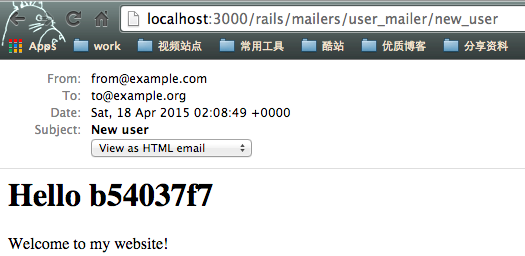 localhost:3000/rails/mailers/user_mailer/new_user
Apps work 视频站点 常用工具 酷站 优质博客 分享资料
From: from@example.com
To: to@example.org
Date: Sat, 18 Apr 2015 02:08:49 +0000
Subject: New user
View as HTML email
Hello b54037f7
Welcome to my website!